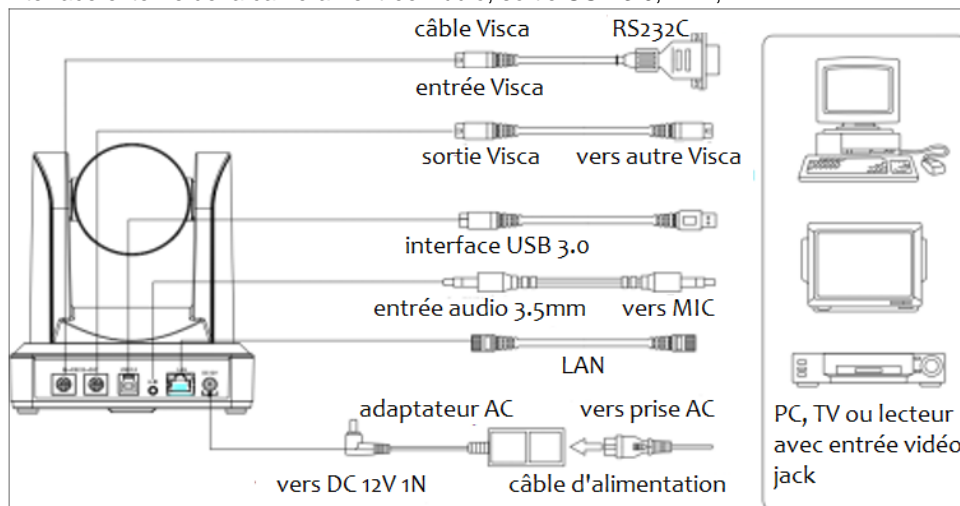 câble Visca
RS232C
entrée Visca
sortie Visca
vers autre Visca
interface USB 3.0
entrée audio 3.5mm
vers MIC
LAN
adaptateur AC
vers prise AC
vers DC 12V 1N
câble d'alimentation
PC, TV ou lecteur
avec entrée vidéo
jack